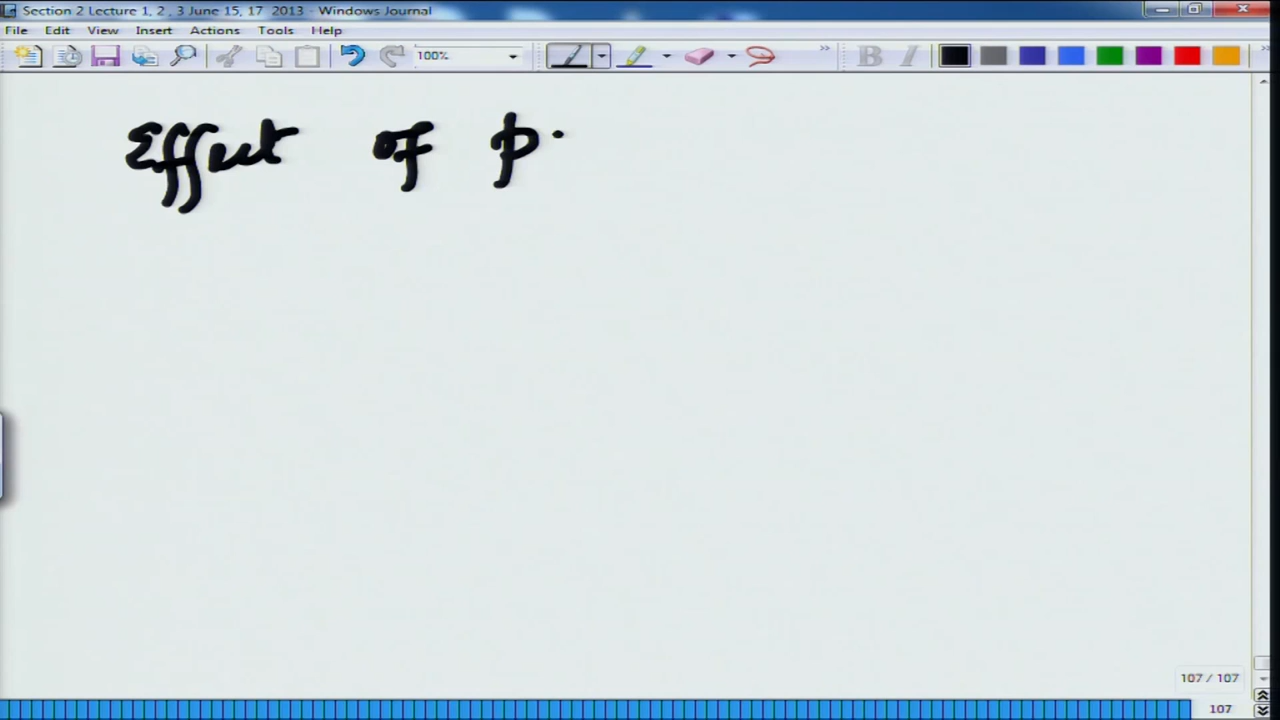 Section 2 Lecture 1, 2 , 3 June 15, 17 2013 - Windows Journal
File Edit View Insert Actions Tools Help
100% B I
Effect of p
107 / 107
107